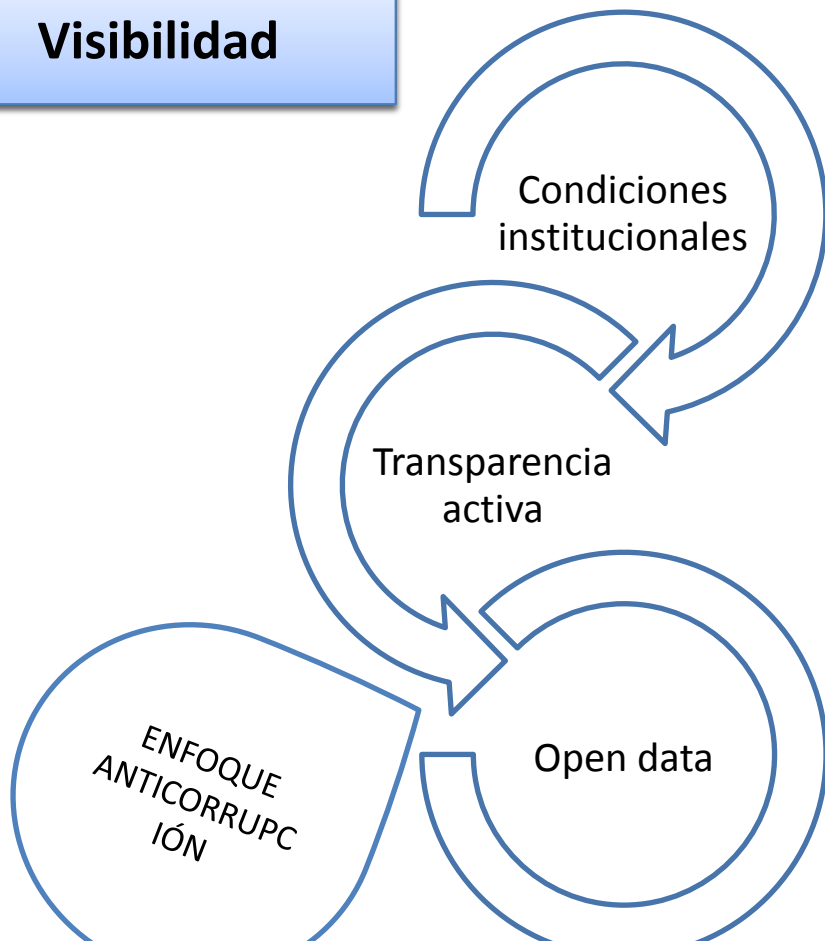 Visibilidad
Condiciones
institucionales
Transparencia
activa
Open data
ENFOQUE
ANTICORRUPC
IÓN